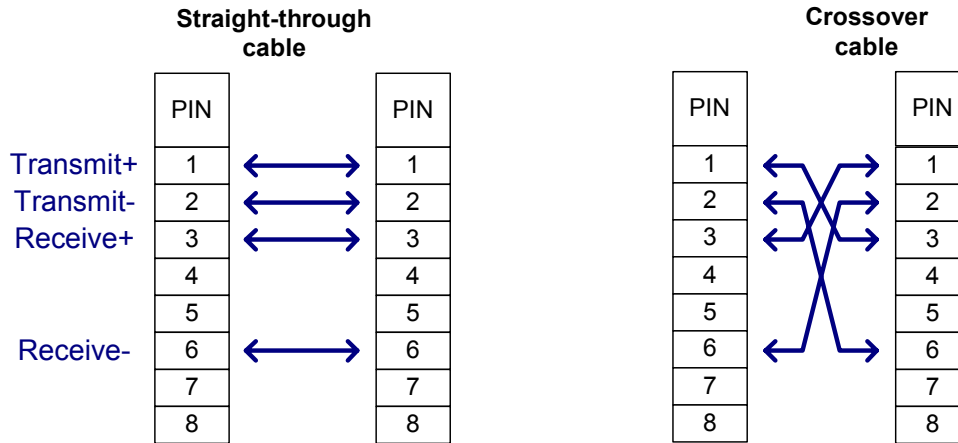 Straight-through
cable
Crossover
cable
PIN PIN PIN PIN
Transmit+ 1 1 1 1
Transmit- 2 2 2 2
Receive+ 3 3 3 3
4 4 4 4
5 5 5 5
Receive- 6 6 6 6
7 7 7 7
8 8 8 8